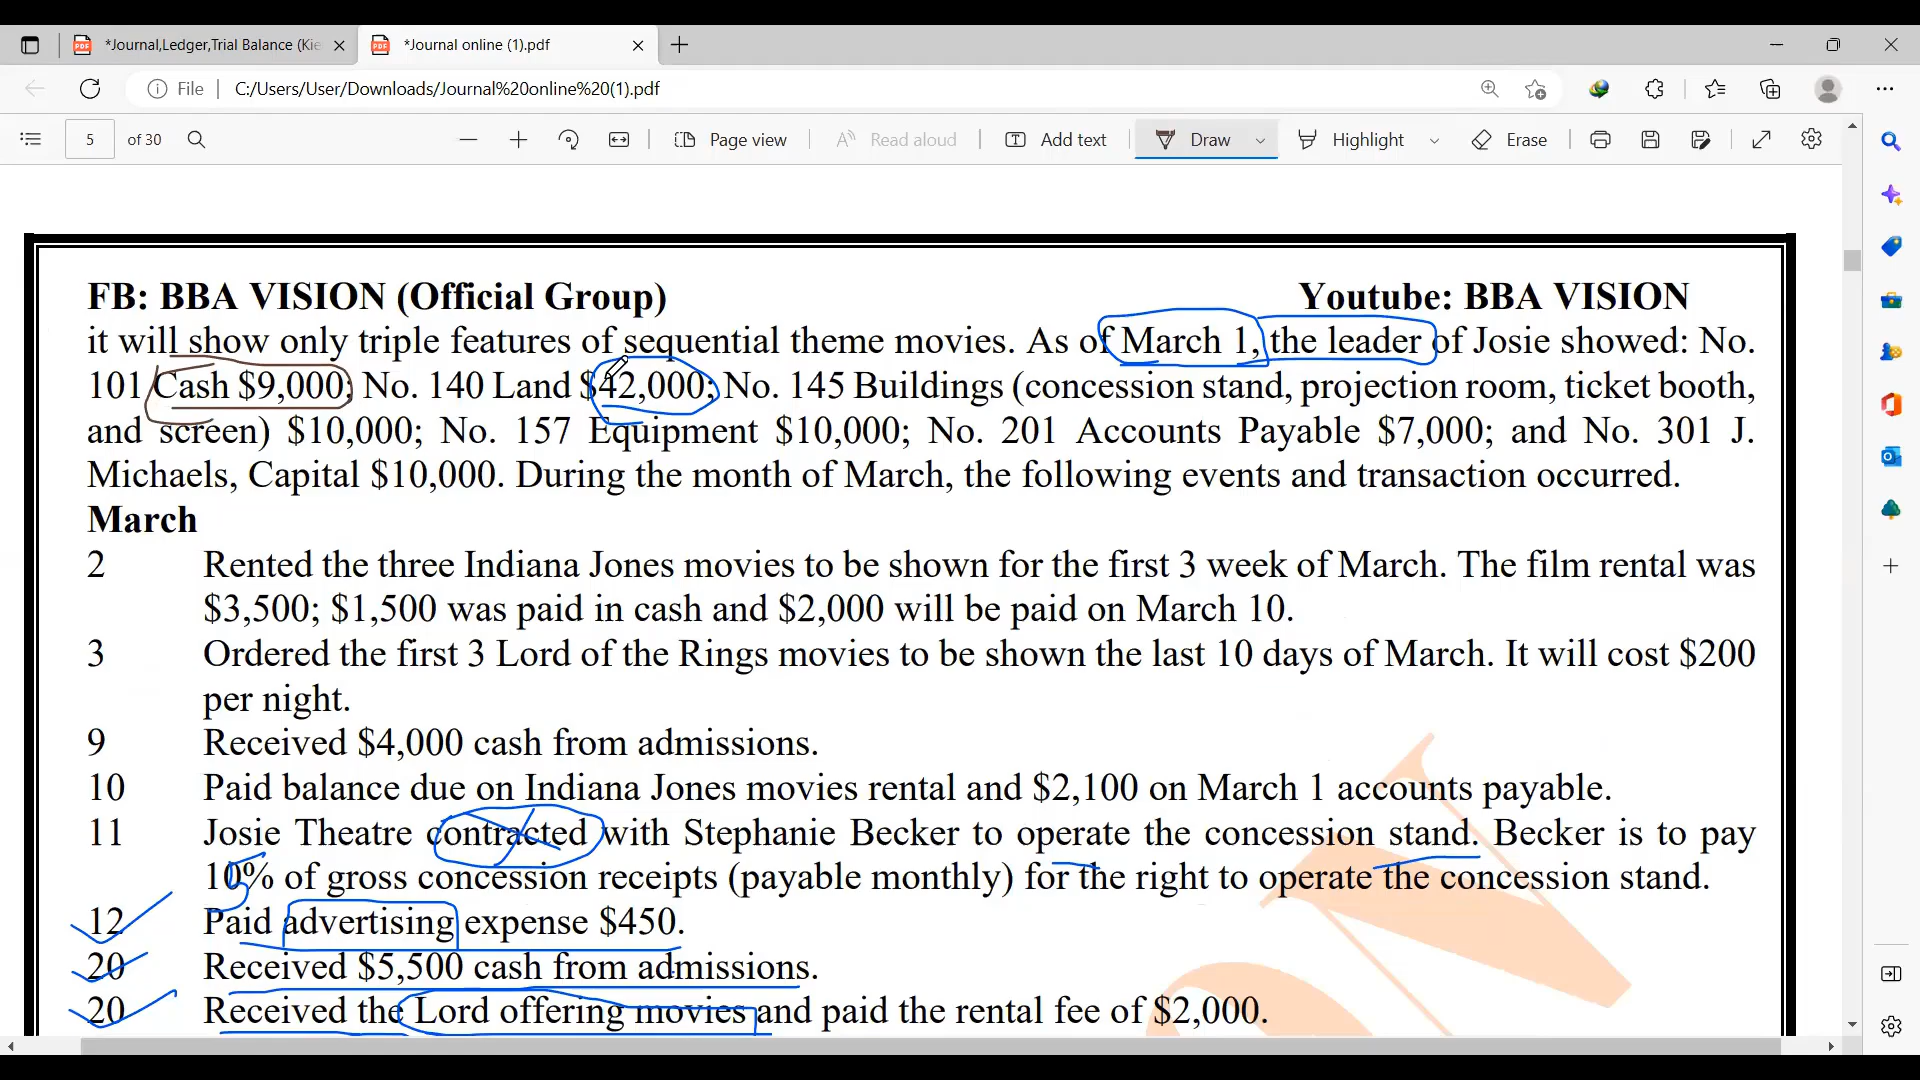 *Journal,Ledger,Trial Balance (Kie
*Journal online (1).pdf
File C:/Users/User/Downloads/Journal%20online%20(1).pdf
5 of 30 Page view Read aloud Add text Draw Highlight Erase
FB: BBA VISION (Official Group) Youtube: BBA VISION
it will show only triple features of sequential theme movies. As of March 1, the leader of Josie showed: No.
101 Cash $9,000; No. 140 Land $42,000; No. 145 Buildings (concession stand, projection room, ticket booth,
and screen) $10,000; No. 157 Equipment $10,000; No. 201 Accounts Payable $7,000; and No. 301 J.
Michaels, Capital $10,000. During the month of March, the following events and transaction occurred.
March
2 Rented the three Indiana Jones movies to be shown for the first 3 week of March. The film rental was
$3,500; $1,500 was paid in cash and $2,000 will be paid on March 10.
3 Ordered the first 3 Lord of the Rings movies to be shown the last 10 days of March. It will cost $200
per night.
9 Received $4,000 cash from admissions.
10 Paid balance due on Indiana Jones movies rental and $2,100 on March 1 accounts payable.
11 Josie Theatre contracted with Stephanie Becker to operate the concession stand. Becker is to pay
10% of gross concession receipts (payable monthly) for the right to operate the concession stand.
12 Paid advertising expense $450.
20 Received $5,500 cash from admissions.
20 Received the Lord offering movies and paid the rental fee of $2,000.